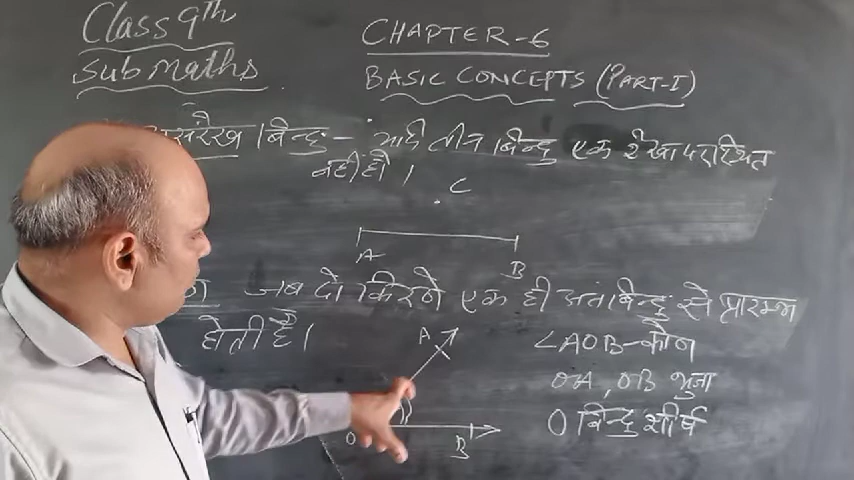 Class 9th
Sub Maths
CHAPTER-6
BASIC CONCEPTS (PART-I)
असंरेख बिन्दु - यदि तीन बिन्दु एक रेखा पर स्थित
नहीं हो ।
C
A B
जब दो किरणे एक ही अंत बिन्दु से प्रारम्भ
होती है।
A
O B
∠AOB-कोण
OA, OB भुजा
O बिन्दु शीर्ष